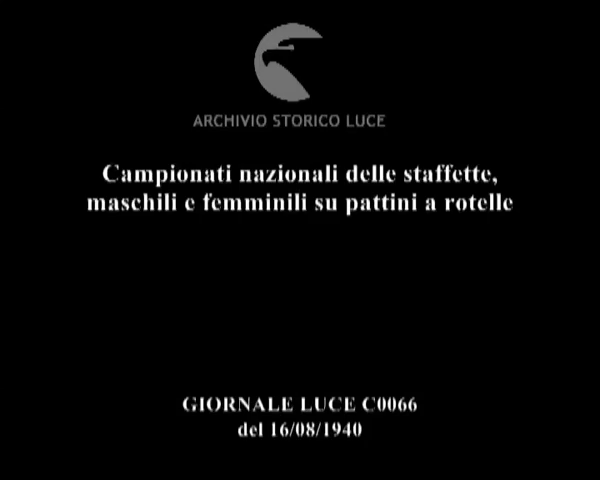 ARCHIVIO STORICO LUCE
Campionati nazionali delle staffette,
maschili e femminili su pattini a rotelle
GIORNALE LUCE C0066
del 16/08/1940